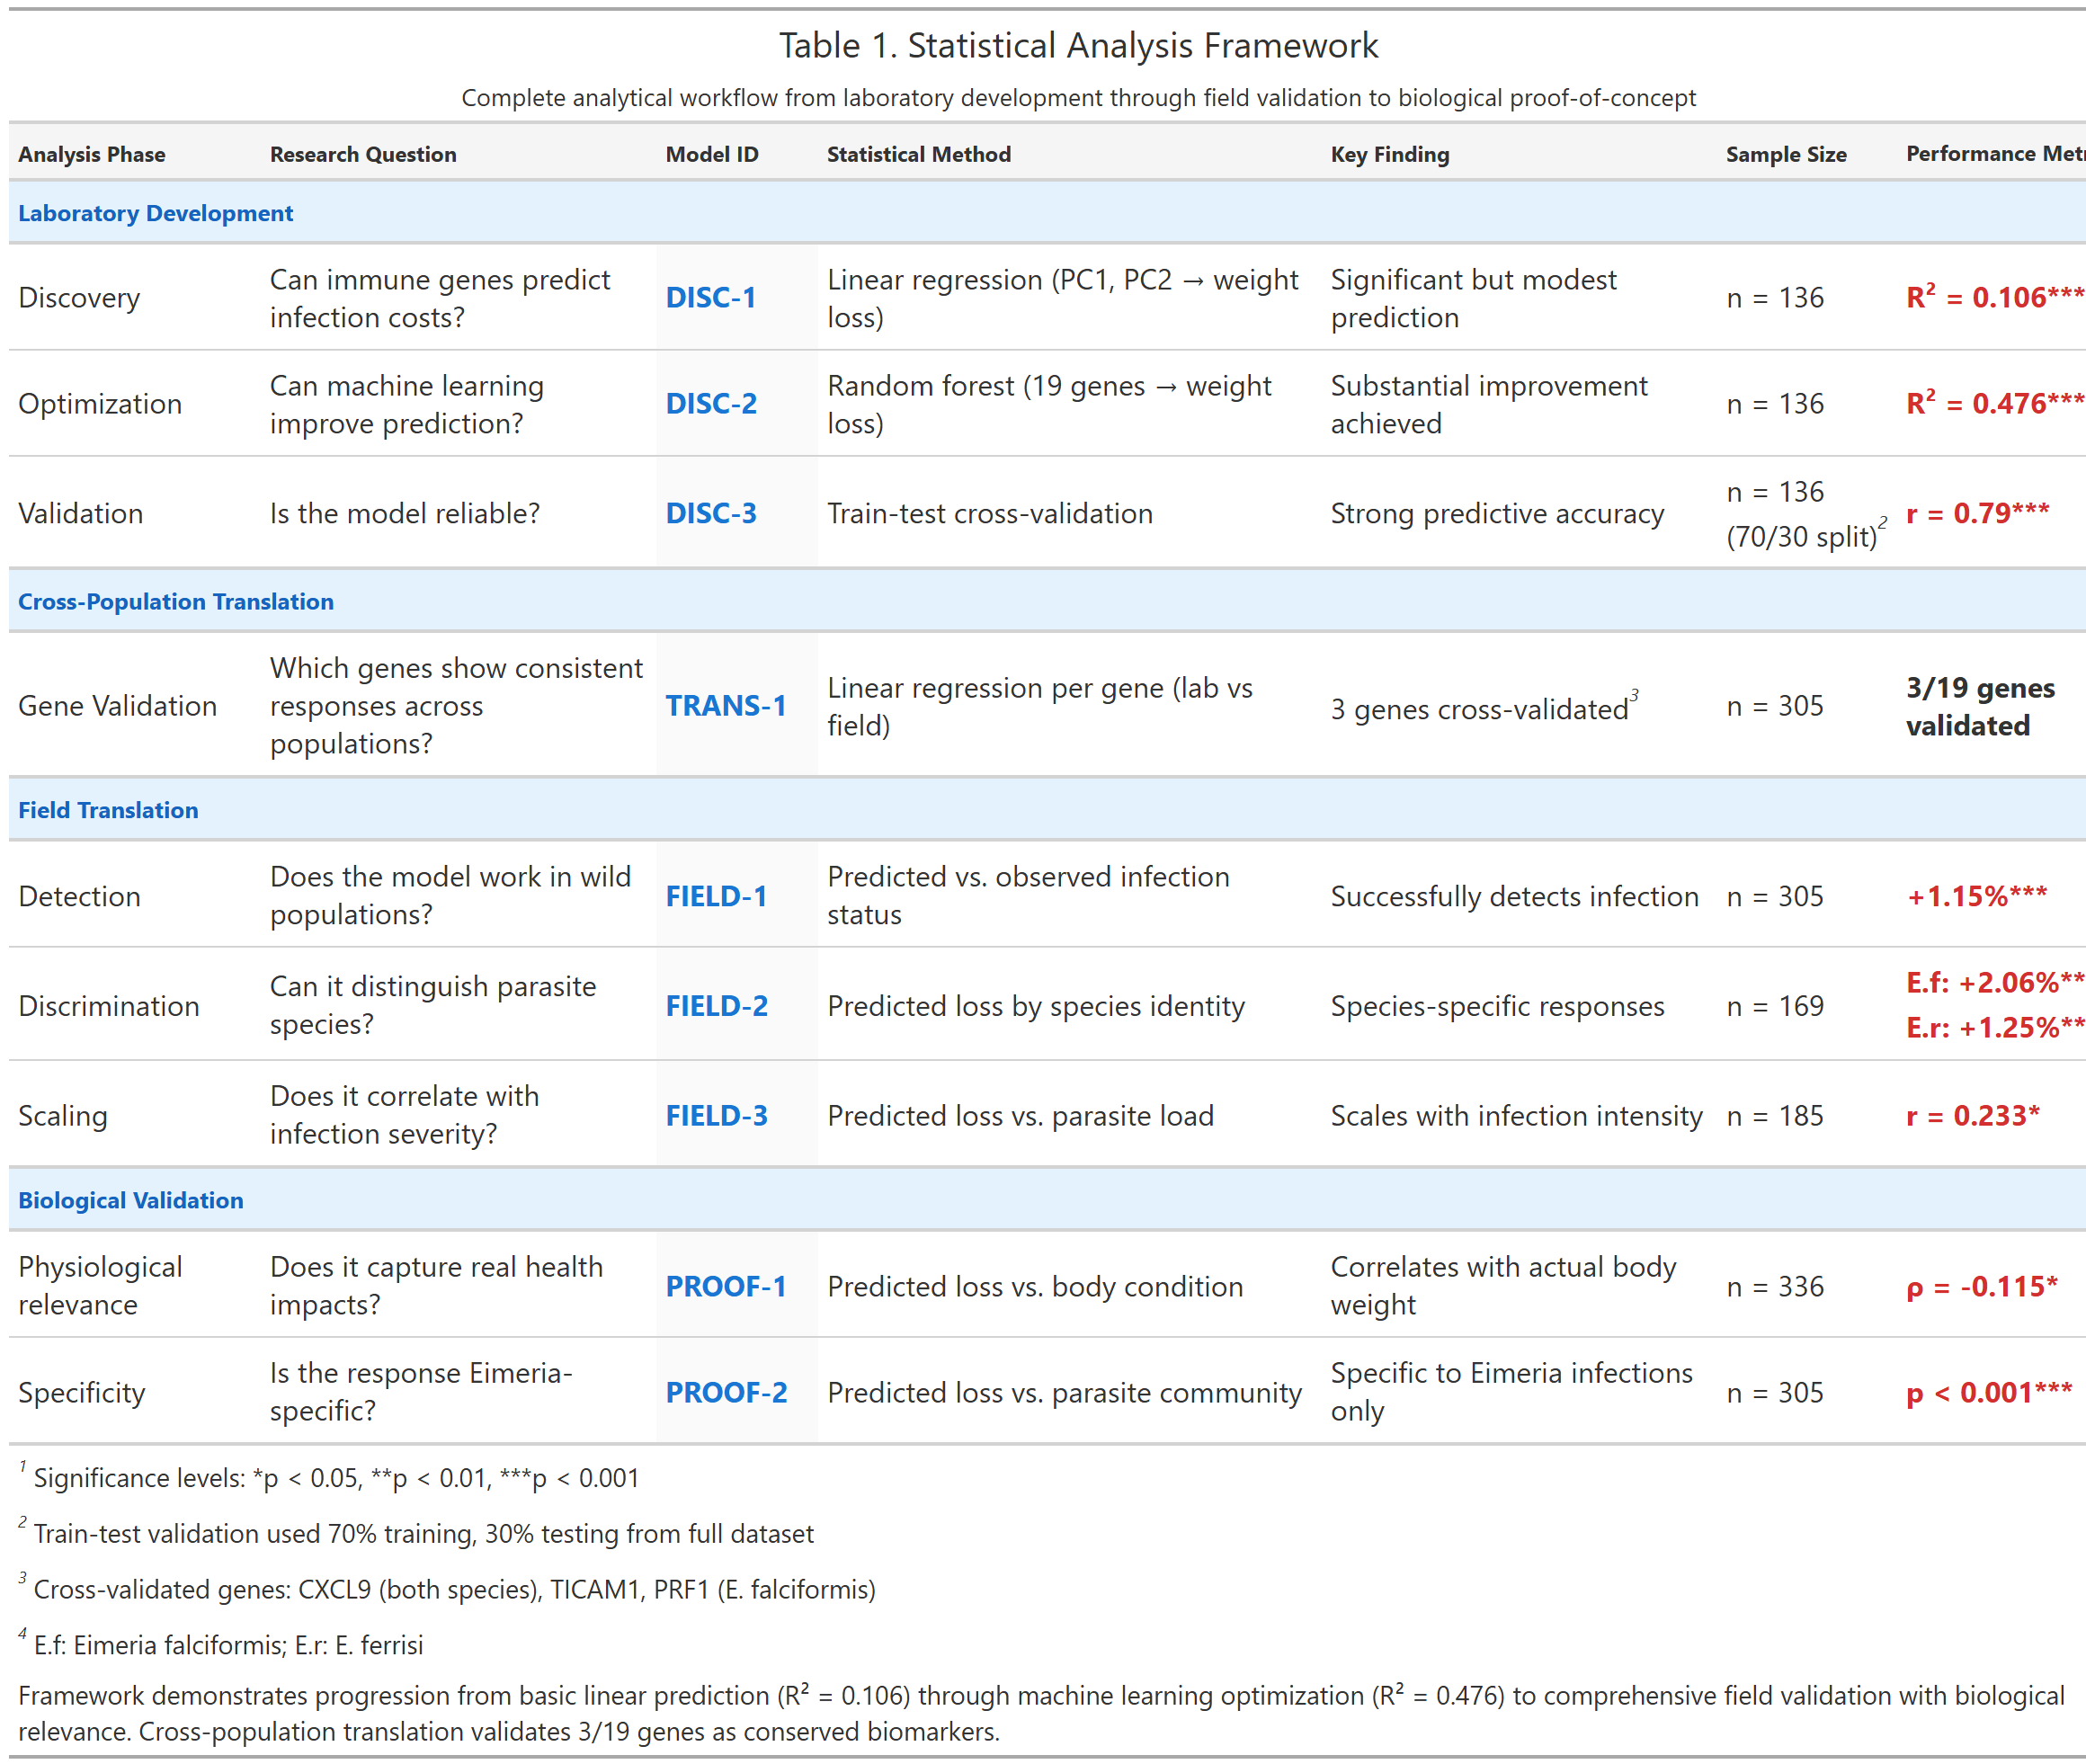 Table 1. Statistical Analysis Framework
Complete analytical workflow from laboratory development through field validation to biological proof-of-concept
Analysis Phase Research Question Model ID Statistical Method Key Finding Sample Size Performance
Laboratory Development
Discovery Can immune genes predict infection costs? DISC-1 Linear regression (PC1, PC2 → weight loss) Significant but modest prediction n = 136 R² = 0.106***
Optimization Can machine learning improve prediction? DISC-2 Random forest (19 genes → weight loss) Substantial improvement achieved n = 136 R² = 0.476***
Validation Is the model reliable? DISC-3 Train-test cross-validation Strong predictive accuracy n = 136 (70/30 split)² r = 0.79***
Cross-Population Translation
Gene Validation Which genes show consistent responses across populations? TRANS-1 Linear regression per gene (lab vs field) 3 genes cross-validated³ n = 305 3/19 genes validated
Field Translation
Detection Does the model work in wild populations? FIELD-1 Predicted vs. observed infection status Successfully detects infection n = 305 +1.15%***
Discrimination Can it distinguish parasite species? FIELD-2 Predicted loss by species identity Species-specific responses n = 169 E.f: +2.06%** E.r: +1.25%**
Scaling Does it correlate with infection severity? FIELD-3 Predicted loss vs. parasite load Scales with infection intensity n = 185 r = 0.233*
Biological Validation
Physiological relevance Does it capture real health impacts? PROOF-1 Predicted loss vs. body condition Correlates with actual body weight n = 336 ρ = -0.115*
Specificity Is the response Eimeria-specific? PROOF-2 Predicted loss vs. parasite community Specific to Eimeria infections only n = 305 p < 0.001***
¹ Significance levels: *p < 0.05, **p < 0.01, ***p < 0.001
² Train-test validation used 70% training, 30% testing from full dataset
³ Cross-validated genes: CXCL9 (both species), TICAM1, PRF1 (E. falciformis)
⁴ E.f: Eimeria falciformis; E.r: E. ferrisi
Framework demonstrates progression from basic linear prediction (R² = 0.106) through machine learning optimization (R² = 0.476) to comprehensive field validation with biological
relevance. Cross-population translation validates 3/19 genes as conserved biomarkers.